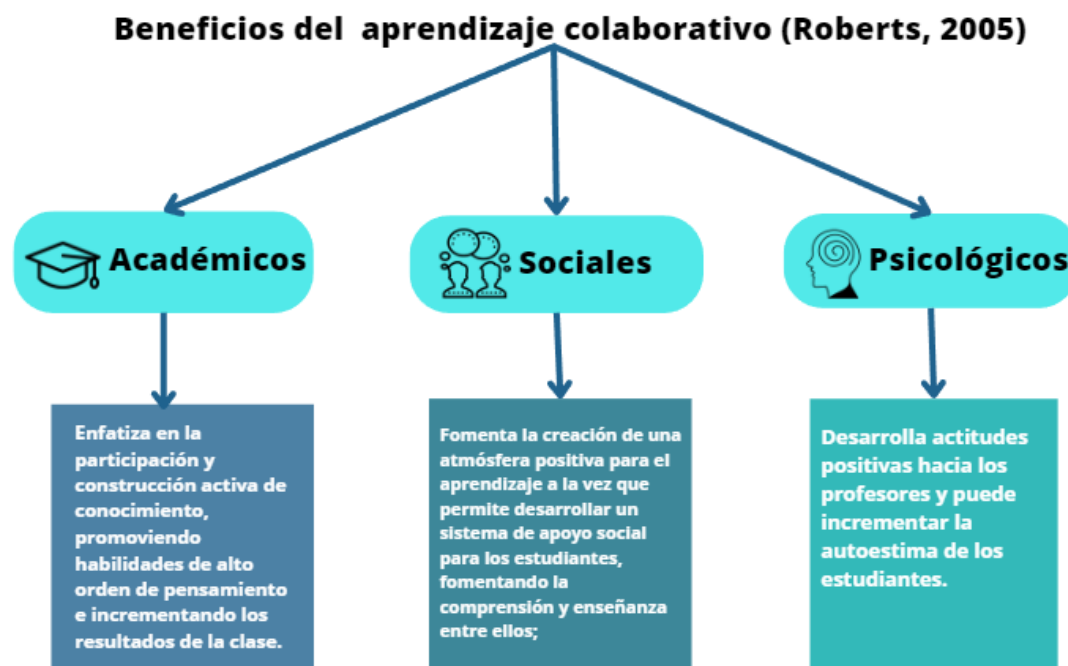 Beneficios del aprendizaje colaborativo (Roberts, 2005)
Académicos
Sociales
Psicológicos
Enfatiza en la
participación y
construcción activa de
conocimiento,
promoviendo
habilidades de alto
orden de pensamiento
e incrementando los
resultados de la clase.
Fomenta la creación de una
atmósfera positiva para el
aprendizaje a la vez que
permite desarrollar un
sistema de apoyo social
para los estudiantes,
fomentando la
comprensión y enseñanza
entre ellos;
Desarrolla actitudes
positivas hacia los
profesores y puede
incrementar la
autoestima de los
estudiantes.